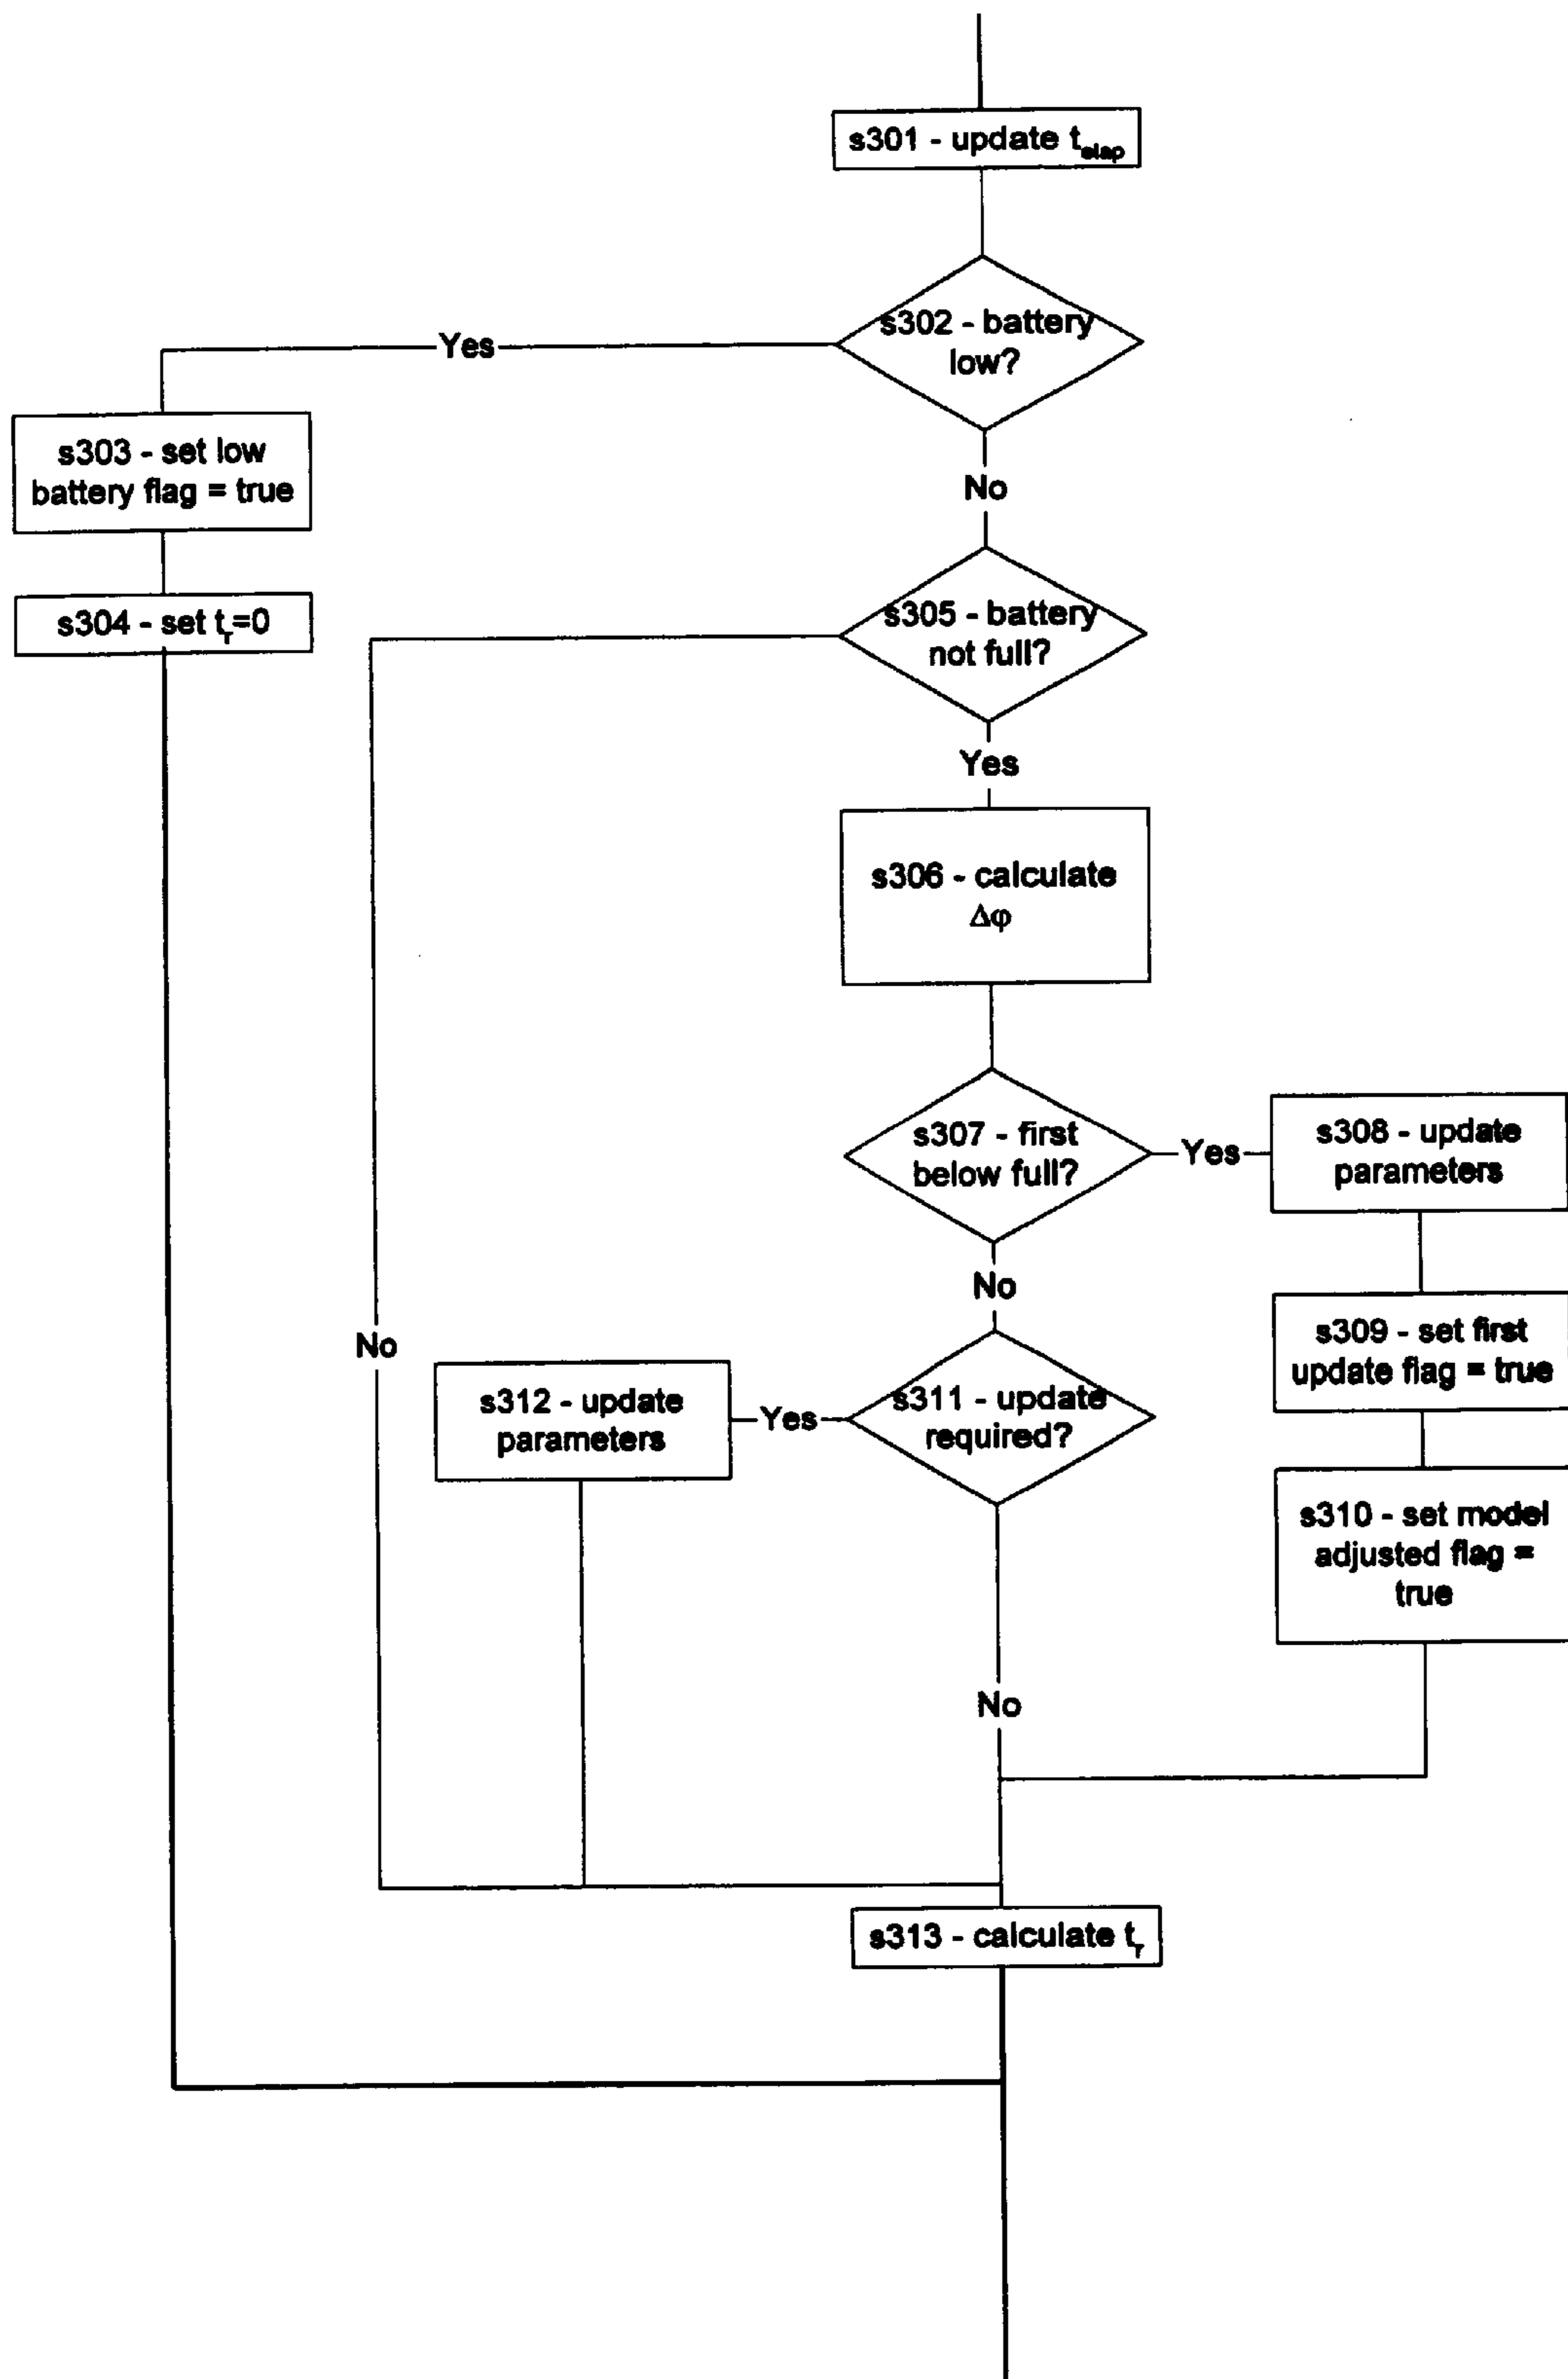 s301 - update t_elap
s302 - battery
low?
Yes
s303 - set low
battery flag = true
No
s304 - set t_r=0
s305 - battery
not full?
Yes
s306 - calculate
Δφ
s307 - first
below full?
Yes
s308 - update
parameters
No
s309 - set first
update flag = true
No
s311 - update
required?
Yes
s312 - update
parameters
s310 - set model
adjusted flag =
true
No
s313 - calculate t_r